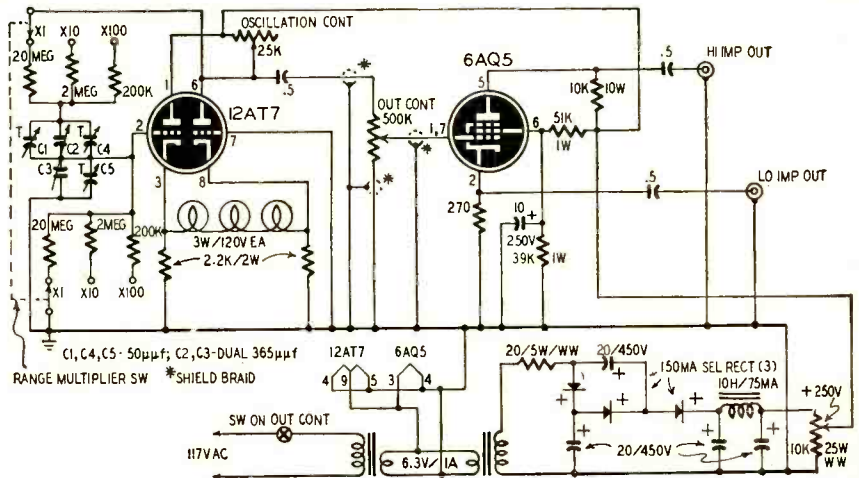 OSCILLATION CONT
X1 X10 X100
25K
20 MEG
2 MEG
200K
.5
*
6AQ5
.5
HI IMP OUT
1 6
12AT7
OUT CONT
500K
5
10K 10W
51K
1W
6
1,7
*
T
C1 C2
T
C4
2
7
C3
T
C5
3 8
2
.5
LO IMP OUT
*
20 MEG
2MEG
200K
3W/120V EA
2.2K/2W
270
10 +
250V
39K
1W
X1 X10 X100
C1,C4,C5-50μμf; C2,C3-DUAL 365μμf
RANGE MULTIPLIER SW *SHIELD BRAID
12AT7 6AQ5
4 9 5 3 4
20/5W/WW
20/450V
+
150MA SEL RECT (3)
10H/75MA
+
+
+
+250V
SW ON OUT CONT
117VAC
6.3V/1A
+
20/450V
+
+
10K
25W
WW